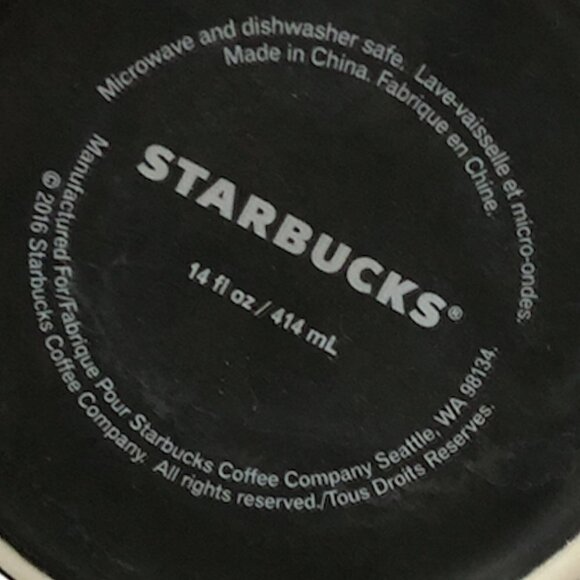 Microwave and dishwasher safe. Lave-vaisselle et micro-ondes.
Made in China. Fabrique en Chine.
STARBUCKS®
14 fl oz / 414 mL
Manufactured For/Fabrique Pour Starbucks Coffee Company Seattle, WA 98134.
© 2016 Starbucks Coffee Company. All rights reserved./Tous Droits Reserves.